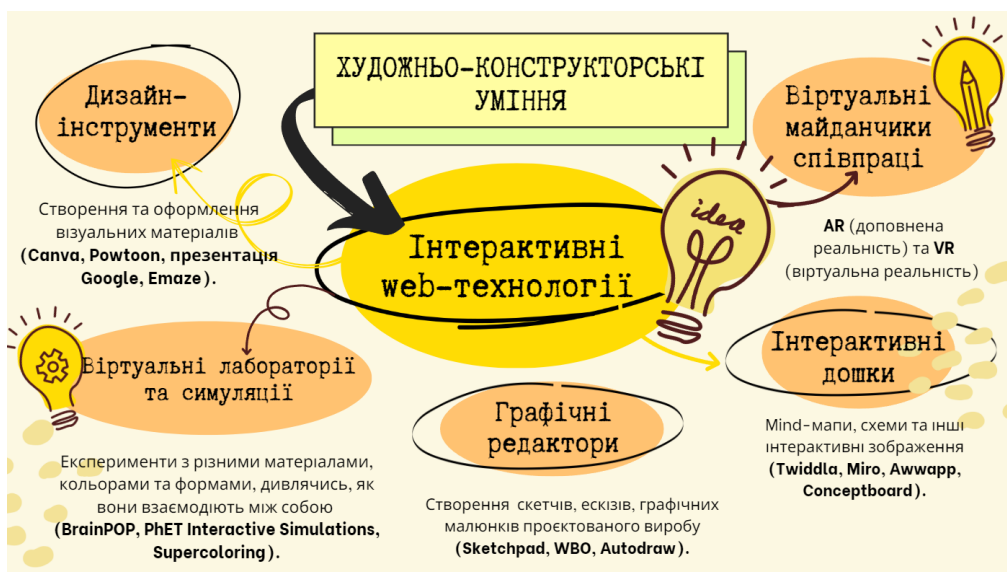 ХУДОЖНЬО-КОНСТРУКТОРСЬКІ
УМІННЯ
Дизайн-
інструменти
Створення та оформлення
візуальних матеріалів
(Canva, Powtoon, презентація
Google, Emaze).
Віртуальні
майданчики
співпраці
AR (доповнена
реальність) та VR
(віртуальна реальність)
idea
Інтерактивні
web-технології
Віртуальні лабораторії
та симуляції
Експерименти з різними матеріалами,
кольорами та формами, дивлячись, як
вони взаємодіють між собою
(BrainPOP, PhET Interactive Simulations,
Supercoloring).
Графічні
редактори
Створення скетчів, ескізів, графічних
малюнків проєктованого виробу
(Sketchpad, WBO, Autodraw).
Інтерактивні
дошки
Mind-мапи, схеми та інші
інтерактивні зображення
(Twiddla, Miro, Awwapp,
Conceptboard).